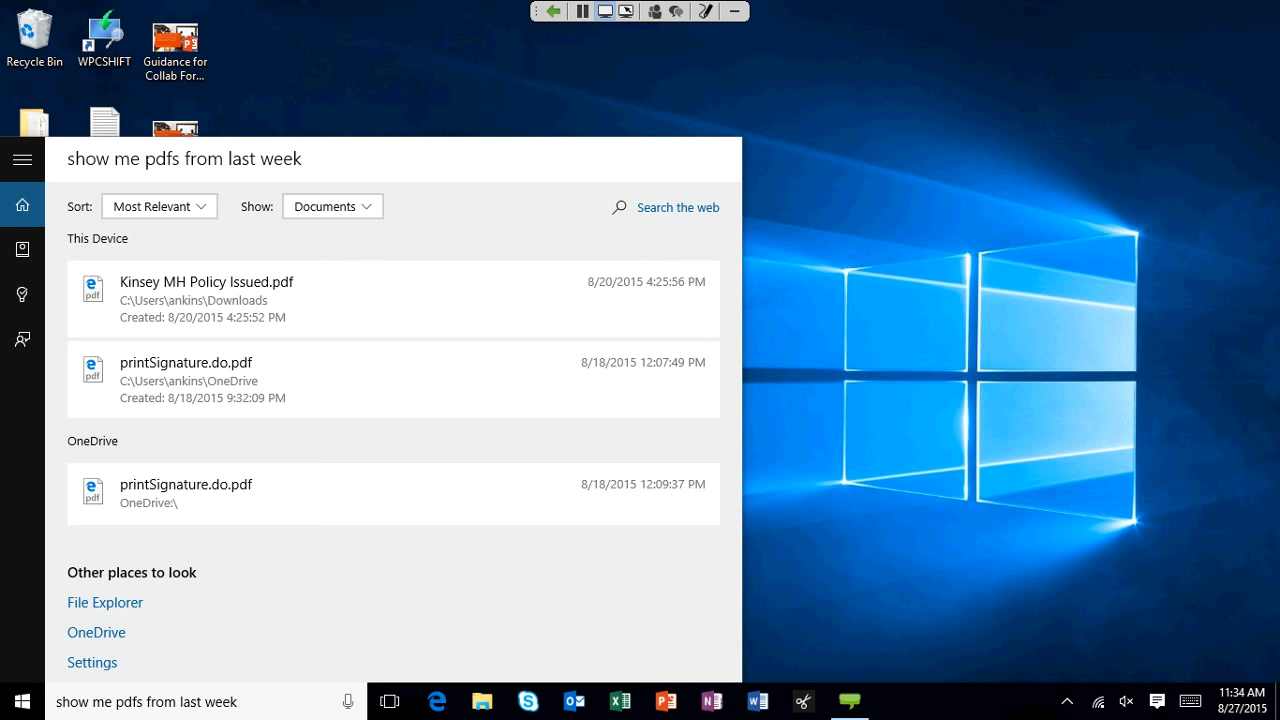 Recycle Bin
WPCSHIFT
Guidance for
Collab For...
show me pdfs from last week
Sort: Most Relevant Show: Documents Search the web
This Device
Kinsey MH Policy Issued.pdf 8/20/2015 4:25:56 PM
C:\Users\ankins\Downloads
Created: 8/20/2015 4:25:52 PM
pdf
printSignature.do.pdf 8/18/2015 12:07:49 PM
C:\Users\ankins\OneDrive
Created: 8/18/2015 9:32:09 PM
pdf
OneDrive
printSignature.do.pdf 8/18/2015 12:09:37 PM
OneDrive:\
pdf
Other places to look
File Explorer
OneDrive
Settings
show me pdfs from last week
11:34 AM
8/27/2015